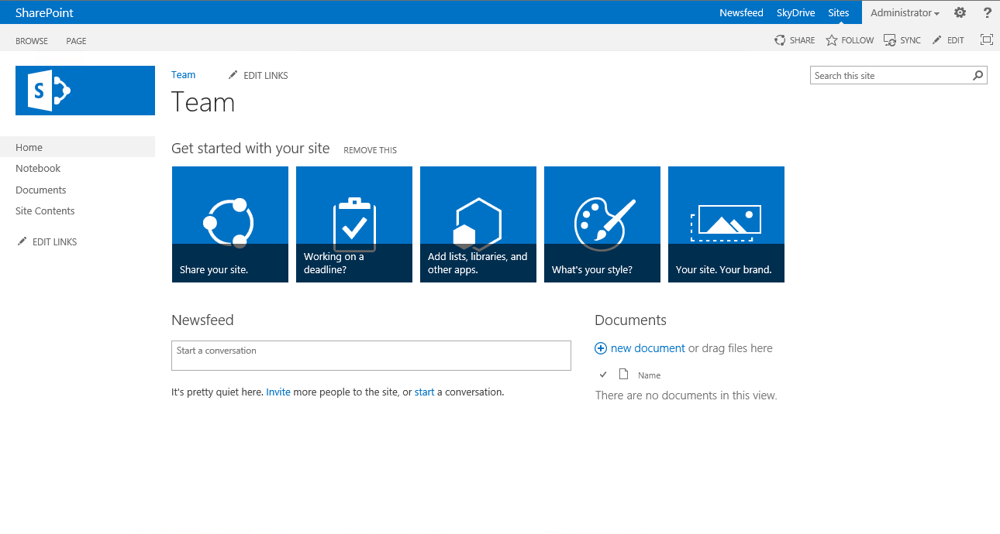 SharePoint
Newsfeed SkyDrive Sites Administrator ?
BROWSE PAGE
SHARE FOLLOW SYNC EDIT
S
Team EDIT LINKS
Search this site
Team
Home
Notebook
Documents
Site Contents
EDIT LINKS
Get started with your site REMOVE THIS
Share your site.
Working on a
deadline?
Add lists, libraries, and
other apps.
What's your style?
Your site. Your brand.
Newsfeed
Start a conversation
It's pretty quiet here. Invite more people to the site, or start a conversation.
Documents
new document or drag files here
Name
There are no documents in this view.